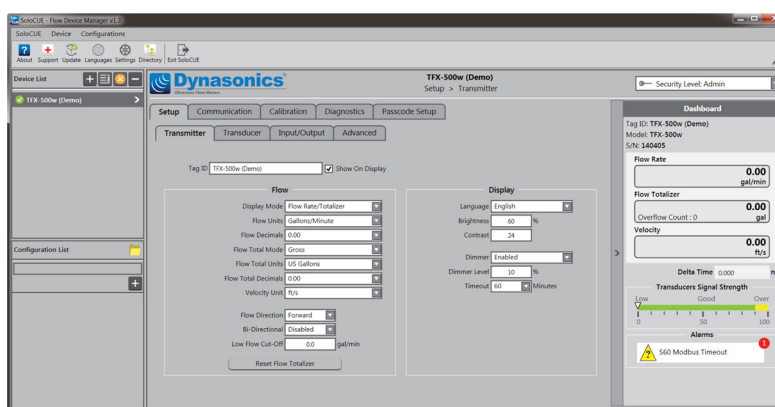 SoloCUE - Flow Device Manager v1.3
SoloCUE Device Configurations
About Support Update Languages Settings Directory Exit SoloCUE
Device List
TFX-500w (Demo)
Configuration List
Dynasonics
Ultrasonic Flow Meters
TFX-500w (Demo)
Setup > Transmitter
Security Level: Admin
Setup Communication Calibration Diagnostics Passcode Setup
Transmitter Transducer Input/Output Advanced
Tag ID TFX-500w (Demo) Show On Display
Flow
Display Mode Flow Rate/Totalizer
Flow Units Gallons/Minute
Flow Decimals 0.00
Flow Total Mode Gross
Flow Total Units US Gallons
Flow Total Decimals 0.00
Velocity Unit ft/s
Flow Direction Forward
Bi-Directional Disabled
Low Flow Cut-Off 0.0 gal/min
Reset Flow Totalizer
Display
Language English
Brightness 60 %
Contrast 24
Dimmer Enabled
Dimmer Level 10 %
Timeout 60 Minutes
Dashboard
Tag ID: TFX-500w (Demo)
Model: TFX-500w
S/N: 140405
Flow Rate
0.00
gal/min
Flow Totalizer
0.00
Overflow Count : 0 gal
Velocity
0.00
ft/s
Delta Time 0.000 n
Transducers Signal Strength
Low Good Over
0 50 100
Alarms
1
S60 Modbus Timeout